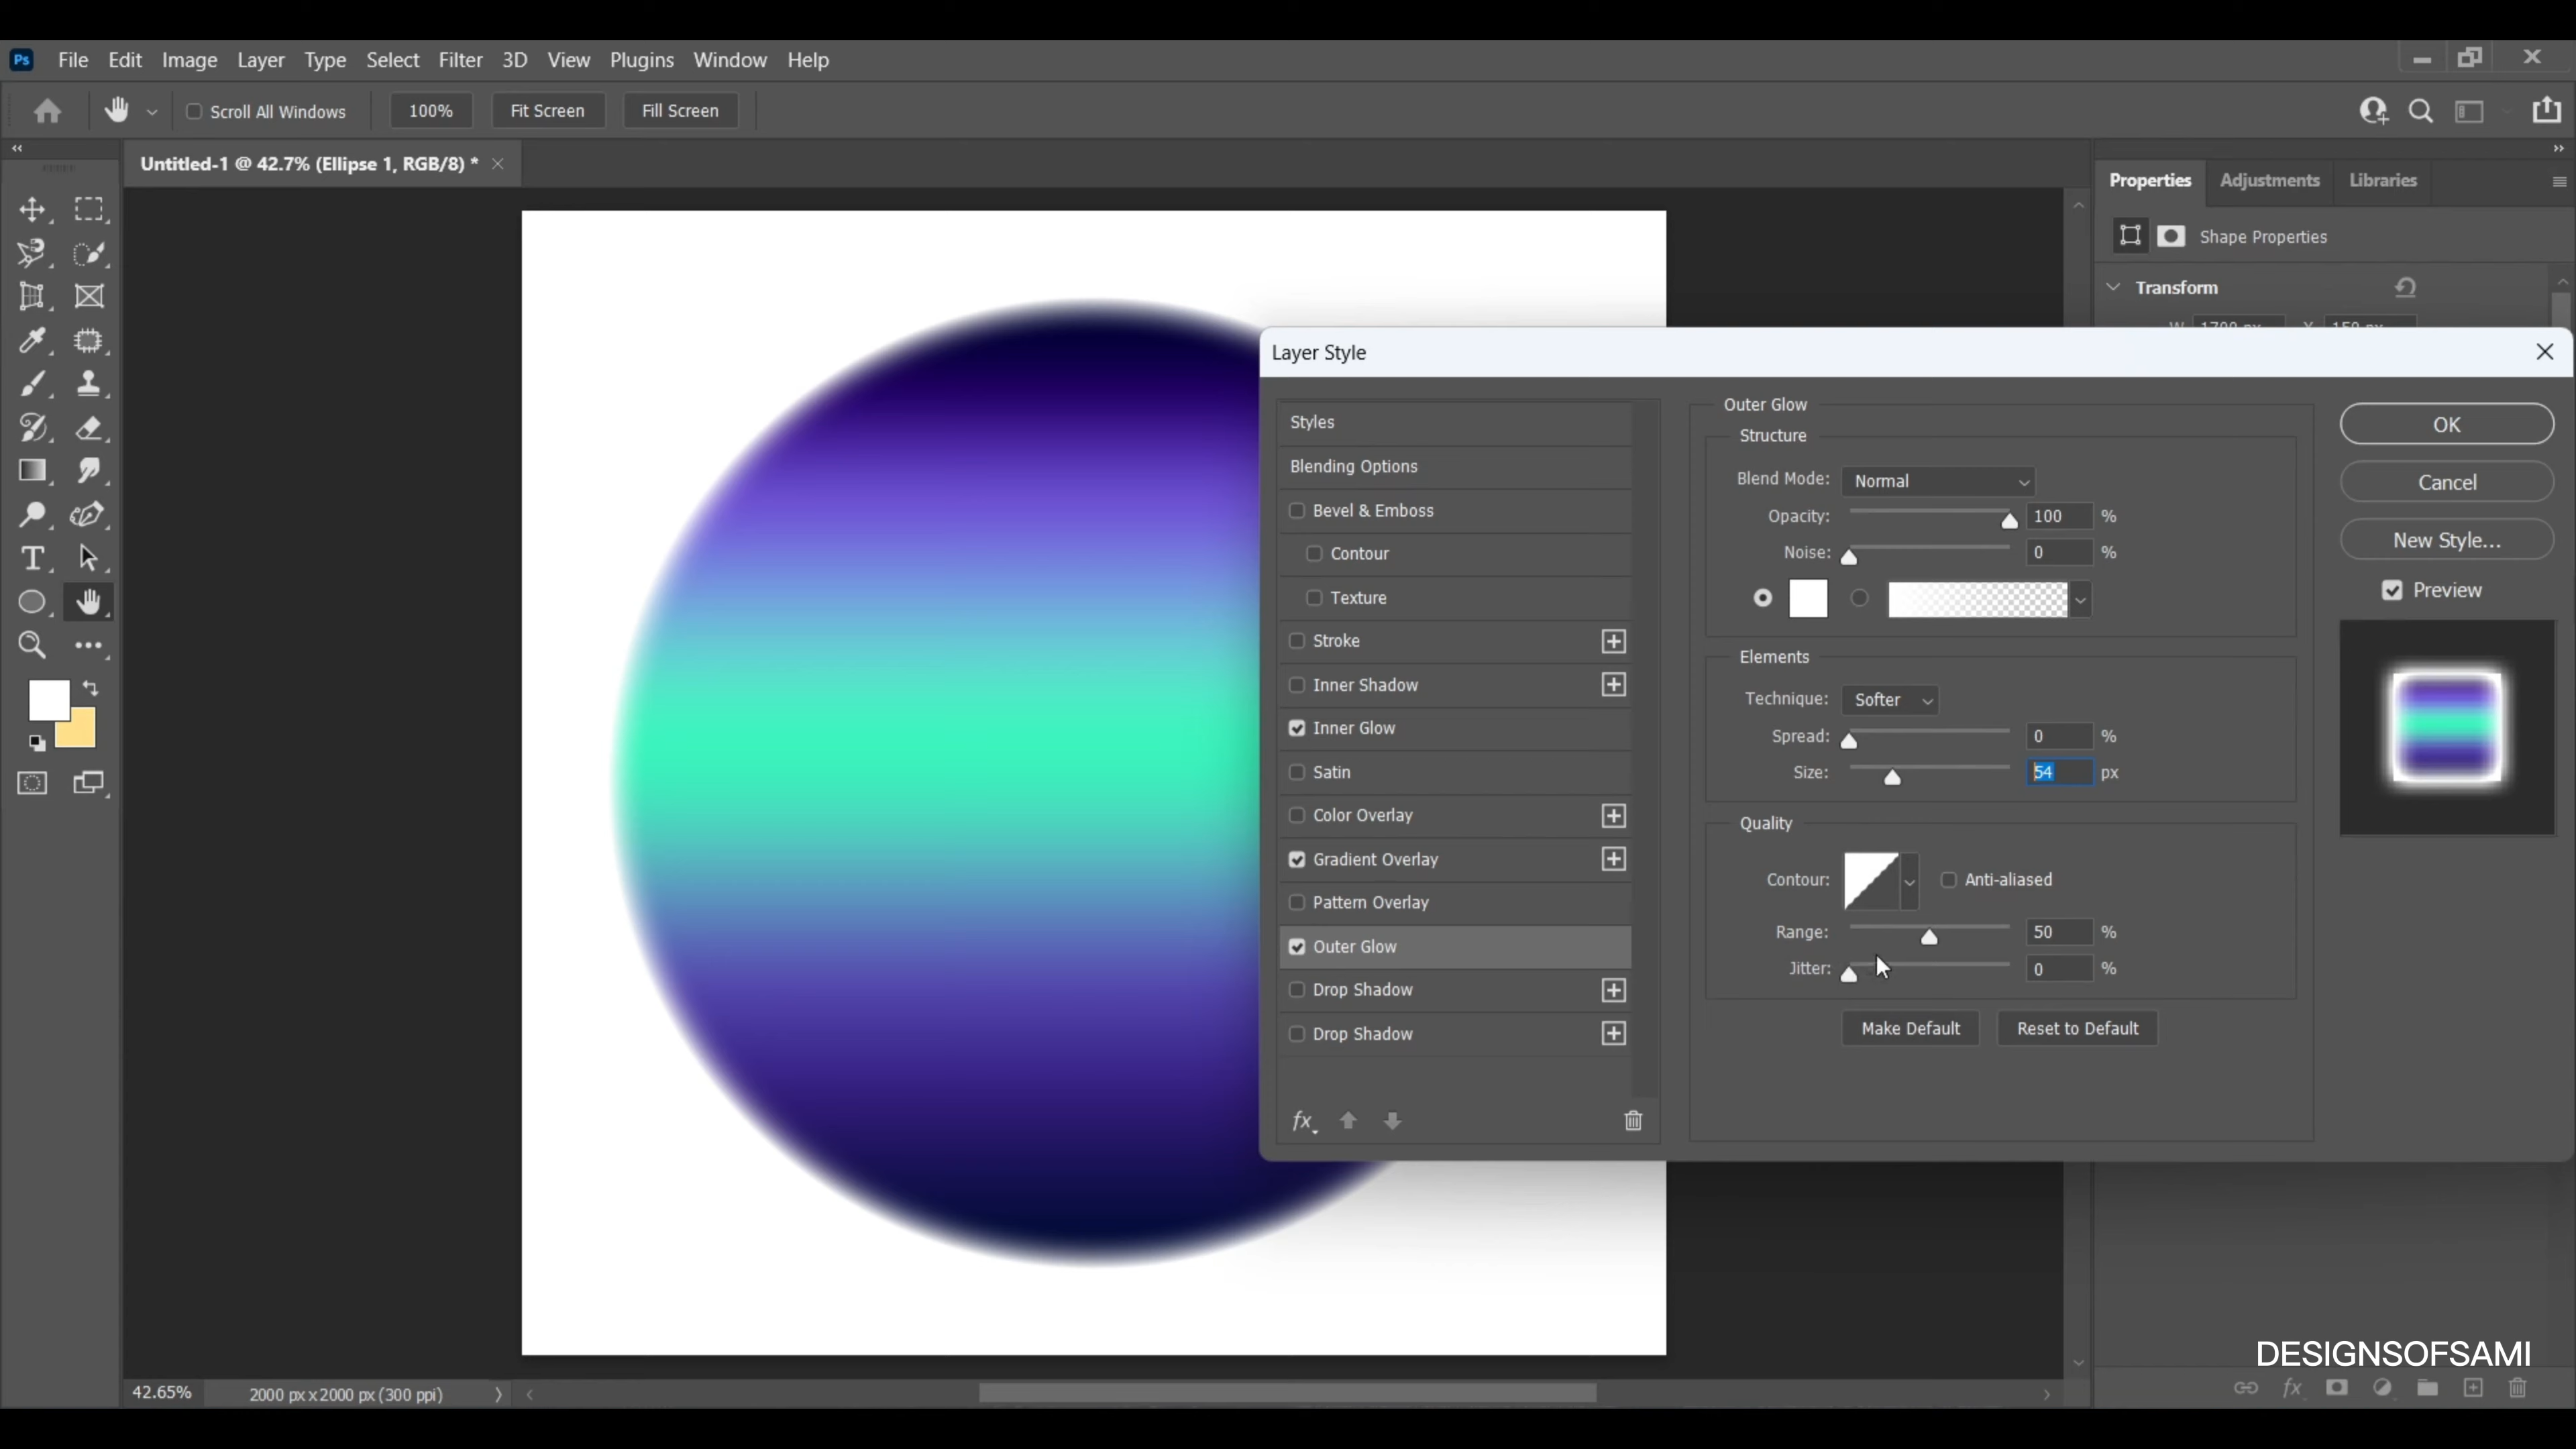 Ps File Edit Image Layer Type Select Filter 3D View Plugins Window Help
Scroll All Windows 100% Fit Screen Fill Screen
Untitled-1 @ 42.7% (Ellipse 1, RGB/8) *
Properties Adjustments Libraries
Shape Properties
Transform
Layer Style
Styles
Blending Options
Bevel & Emboss
Contour
Texture
Stroke
Inner Shadow
Inner Glow
Satin
Color Overlay
Gradient Overlay
Pattern Overlay
Outer Glow
Drop Shadow
Drop Shadow
fx
Outer Glow
Structure
Blend Mode: Normal
Opacity: 100 %
Noise: 0 %
Elements
Technique: Softer
Spread: 0 %
Size: 54 px
Quality
Contour: Anti-aliased
Range: 50 %
Jitter: 0 %
Make Default Reset to Default
OK
Cancel
New Style...
Preview
T
DESIGNSOFSAMI
fx
42.65% 2000 px x 2000 px (300 ppi)